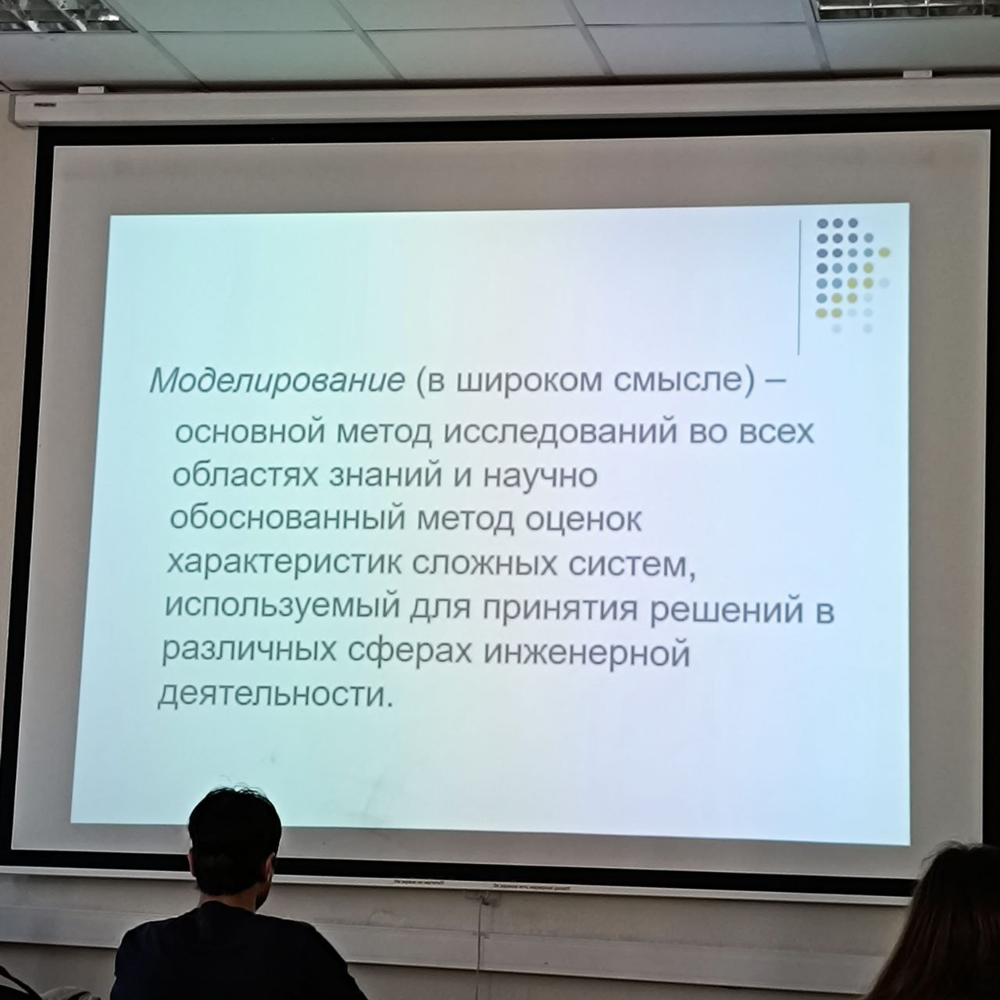 Моделирование (в широком смысле) –
основной метод исследований во всех
областях знаний и научно
обоснованный метод оценок
характеристик сложных систем,
используемый для принятия решений в
различных сферах инженерной
деятельности.